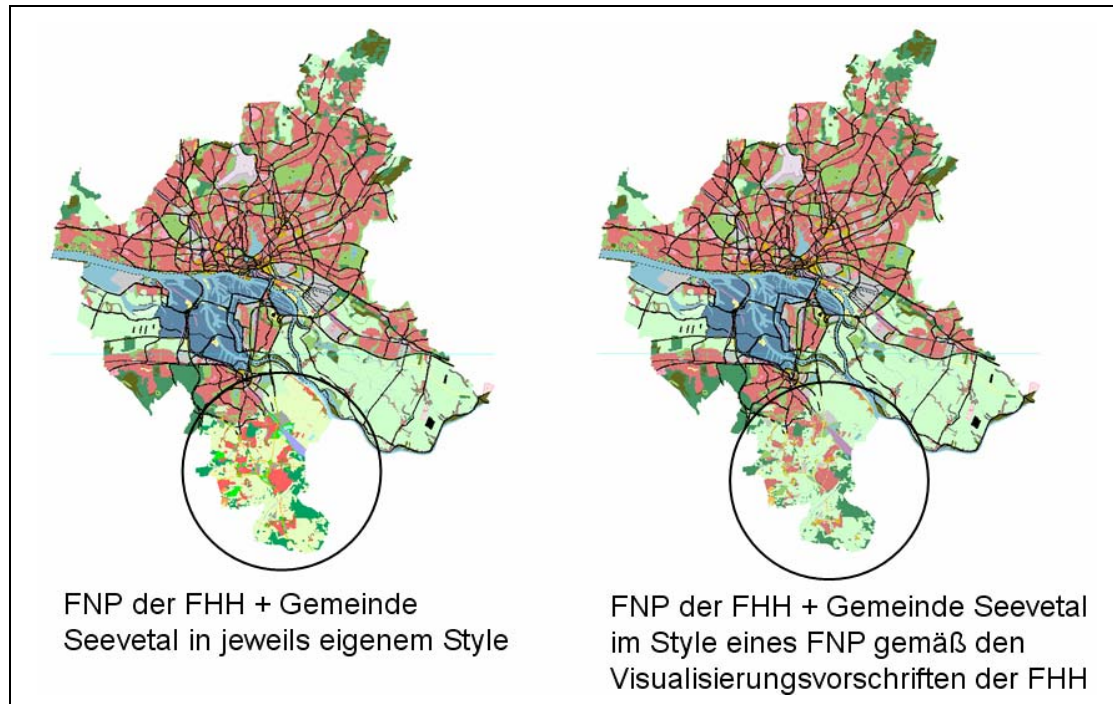 FNP der FHH + Gemeinde
Seevetal in jeweils eigenem Style
FNP der FHH + Gemeinde Seevetal
im Style eines FNP gemäß den
Visualisierungsvorschriften der FHH